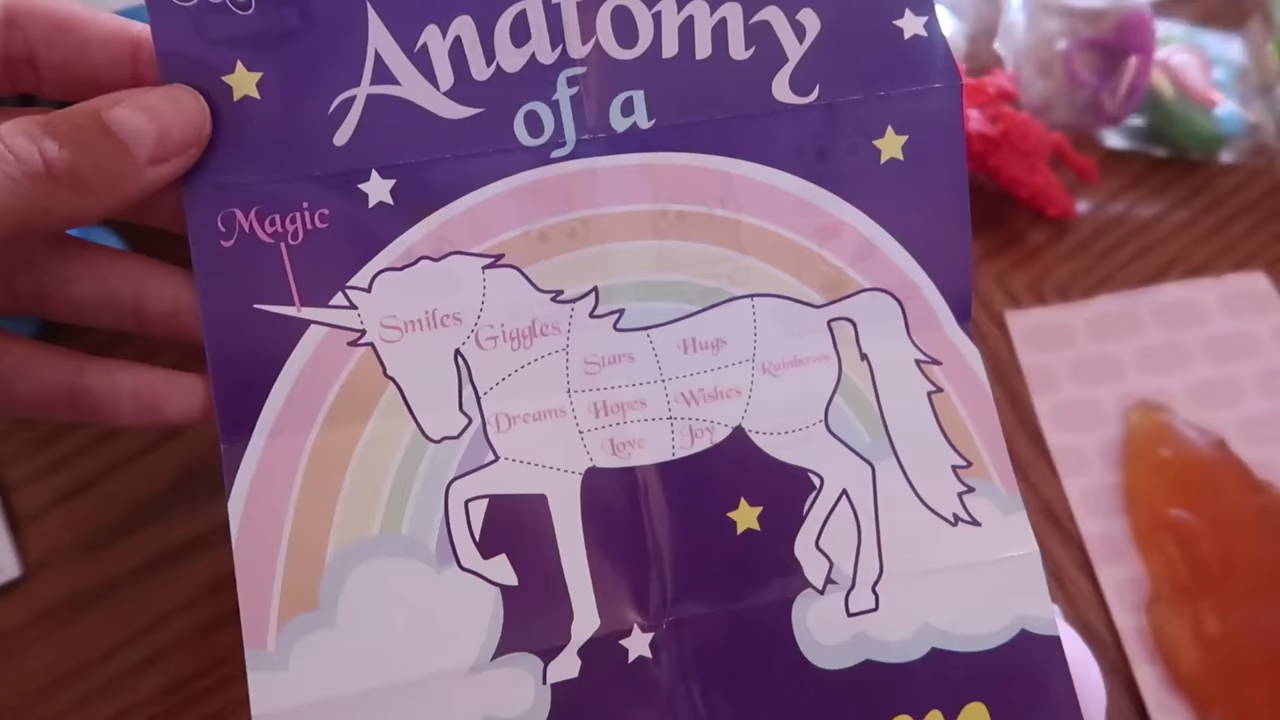 Anatomy
of a
Magic
Smiles
Giggles
Stars
Hugs
Rainbows
Dreams
Hopes
Wishes
Love
Joy